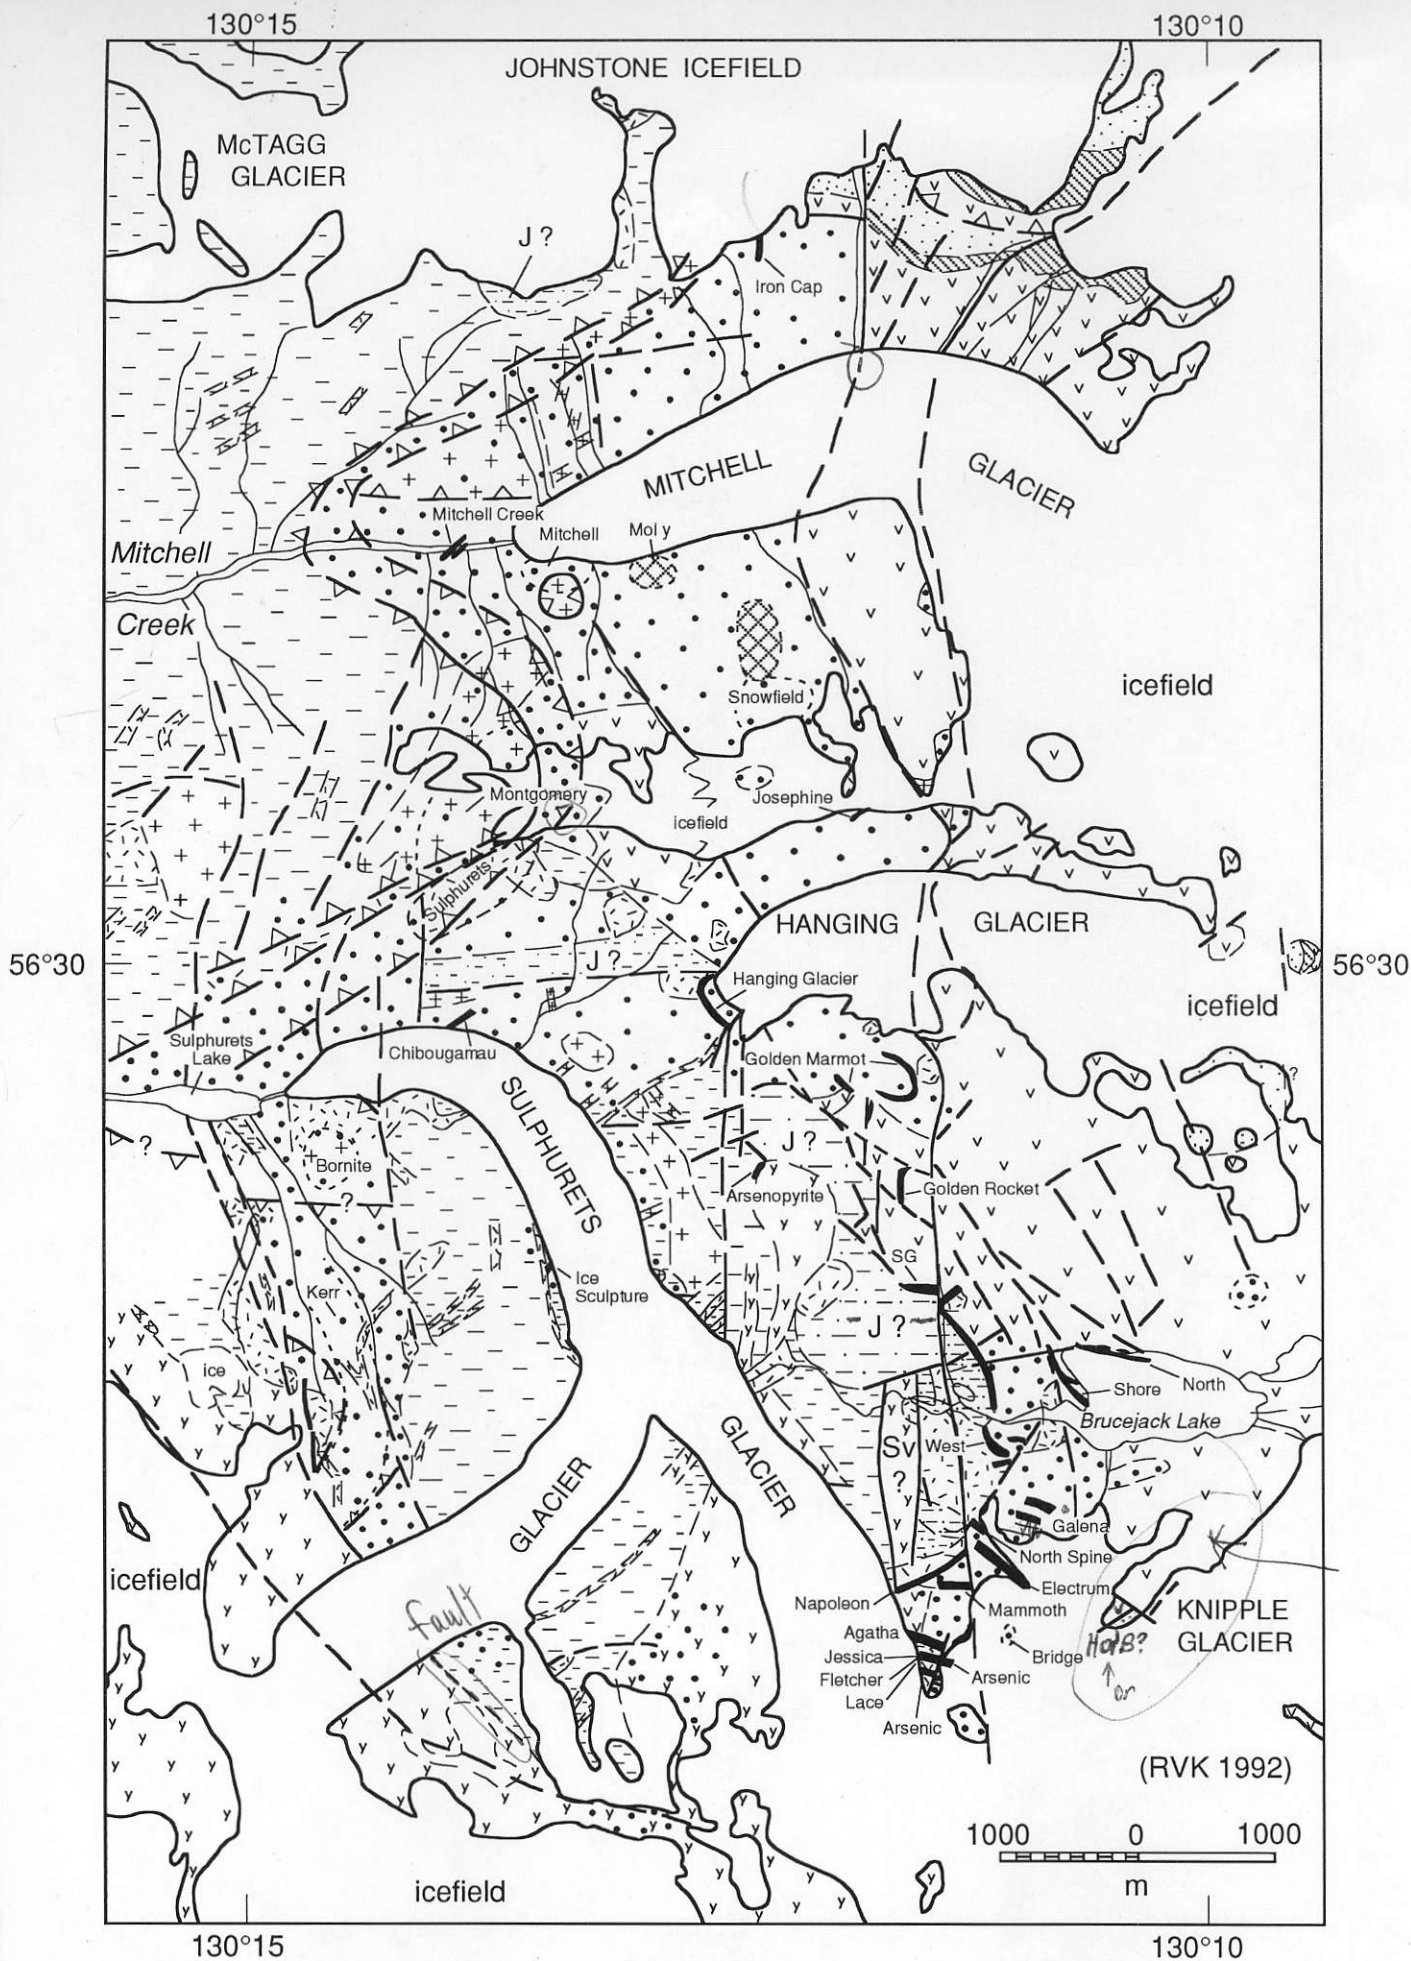 130°15
130°10
JOHNSTONE ICEFIELD
McTAGG
GLACIER
J ?
Iron Cap
MITCHELL
GLACIER
Mitchell Creek
Mitchell
Moly
Mitchell
Creek
icefield
Snowfield
Montgomery
Josephine
icefield
Sulphurets
HANGING
GLACIER
56°30
J ?
56°30
Hanging Glacier
icefield
Sulphurets
Lake
Chibougamau
Golden Marmot
?
SULPHURETS
?
J ?
Bornite
Arsenopyrite
Golden Rocket
?
SG
Ice
Sculpture
Kerr
J ?
ice
North
Shore
Brucejack Lake
GLACIER
Sv
?
West
GLACIER
Galena
North Spine
icefield
Electrum
Napoleon
Mammoth
KNIPPLE
GLACIER
fault
Agatha
Bridge
Jessica
Fletcher
Arsenic
Lace
Arsenic
(RVK 1992)
1000 0 1000
m
icefield
130°15
130°10